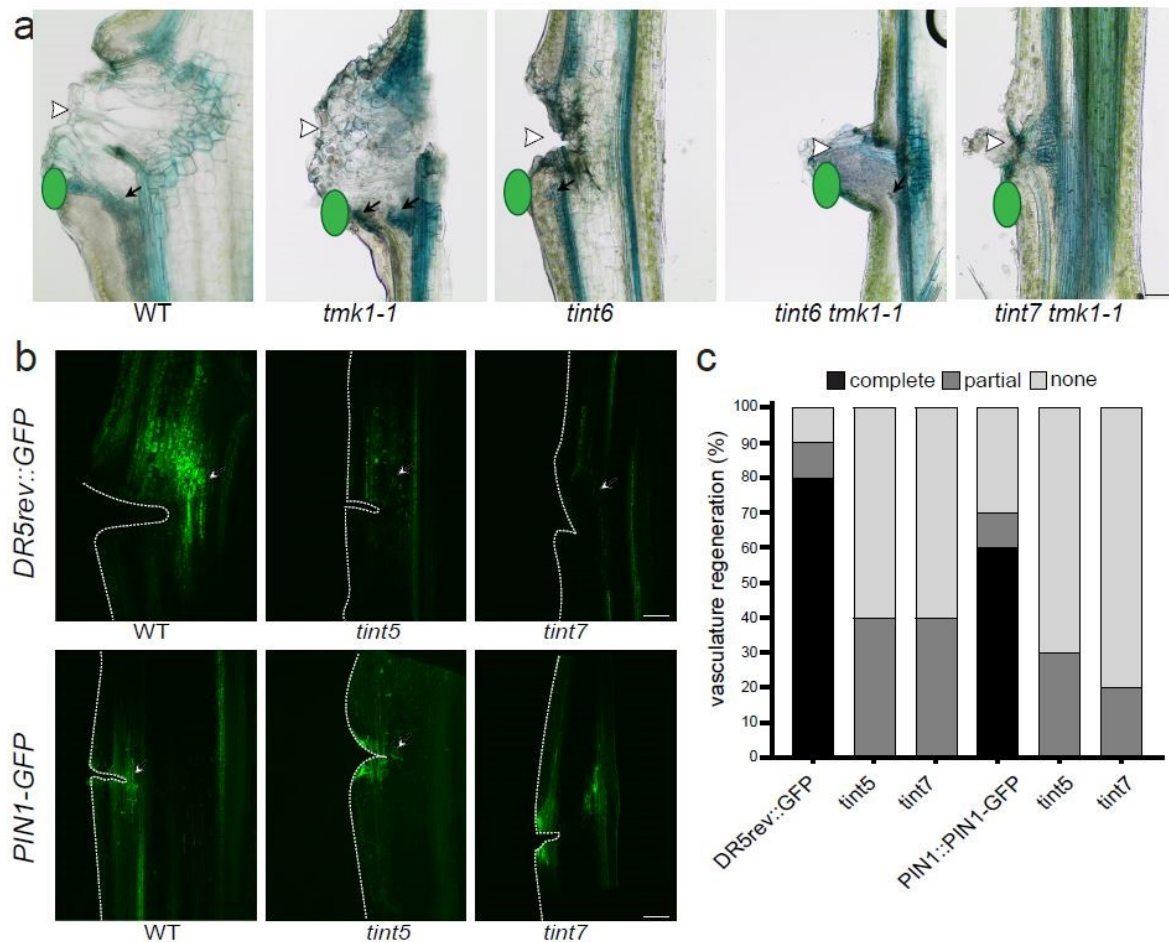 a
WT
tmk1-1
tint6
tint6 tmk1-1
tint7 tmk1-1
b
DR5rev::GFP
WT
tint5
tint7
PIN1-GFP
WT
tint5
tint7
c
complete partial none
vasculature regeneration (%)
100
90
80
70
60
50
40
30
20
10
0
DR5rev::GFP
tint5
tint7
PIN1::PIN1-GFP
tint5
tint7